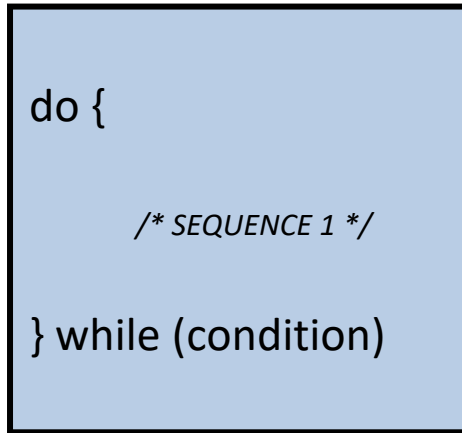 do {
/* SEQUENCE 1 */
} while (condition)